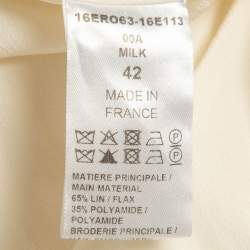 16ERO63-16E113
00A
MILK
42
MADE IN
FRANCE
P
P
MATIERE PRINCIPALE /
MAIN MATERIAL
65% LIN / FLAX
35% POLYAMIDE /
POLYAMIDE
BRODERIE PRINCIPALE /